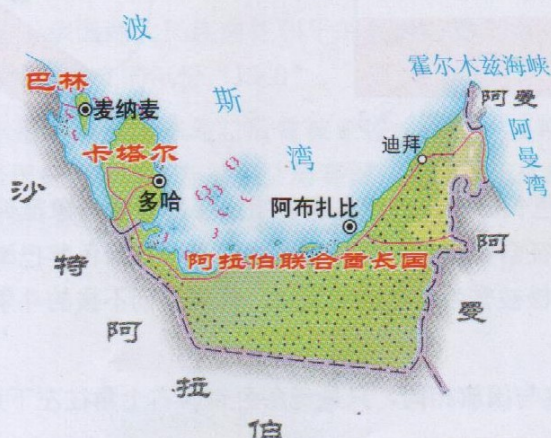 波斯湾
霍尔木兹海峡
巴林
麦纳麦
阿曼
卡塔尔
迪拜
阿曼湾
多哈
阿布扎比
沙特阿拉伯
阿拉伯联合酋长国
阿曼